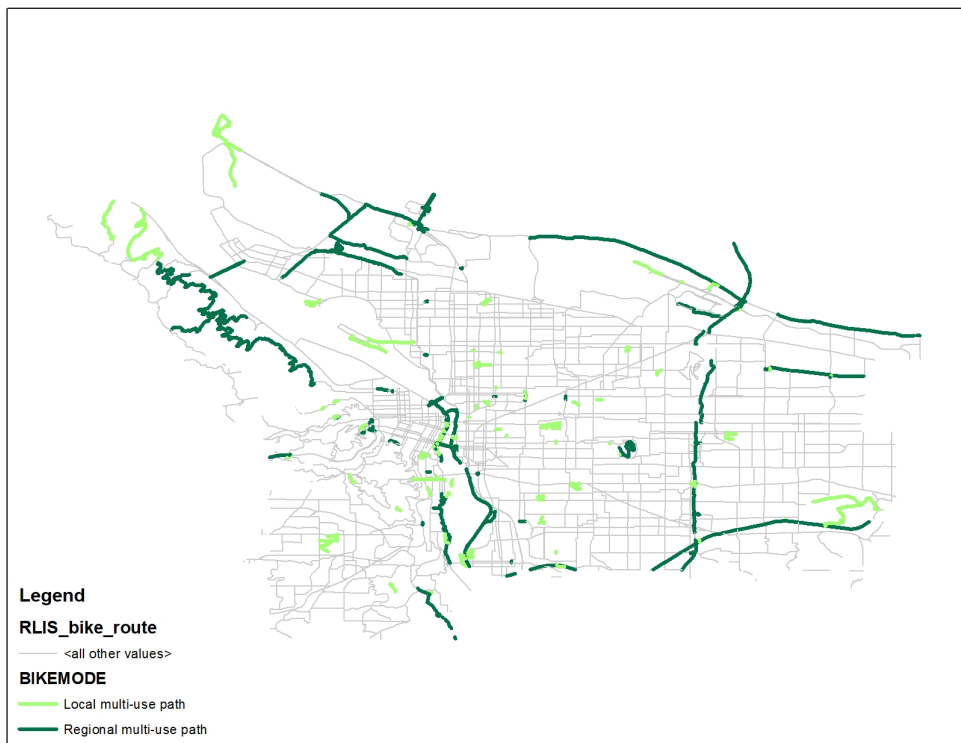 Legend
RLIS_bike_route
<all other values>
BIKEMODE
Local multi-use path
Regional multi-use path